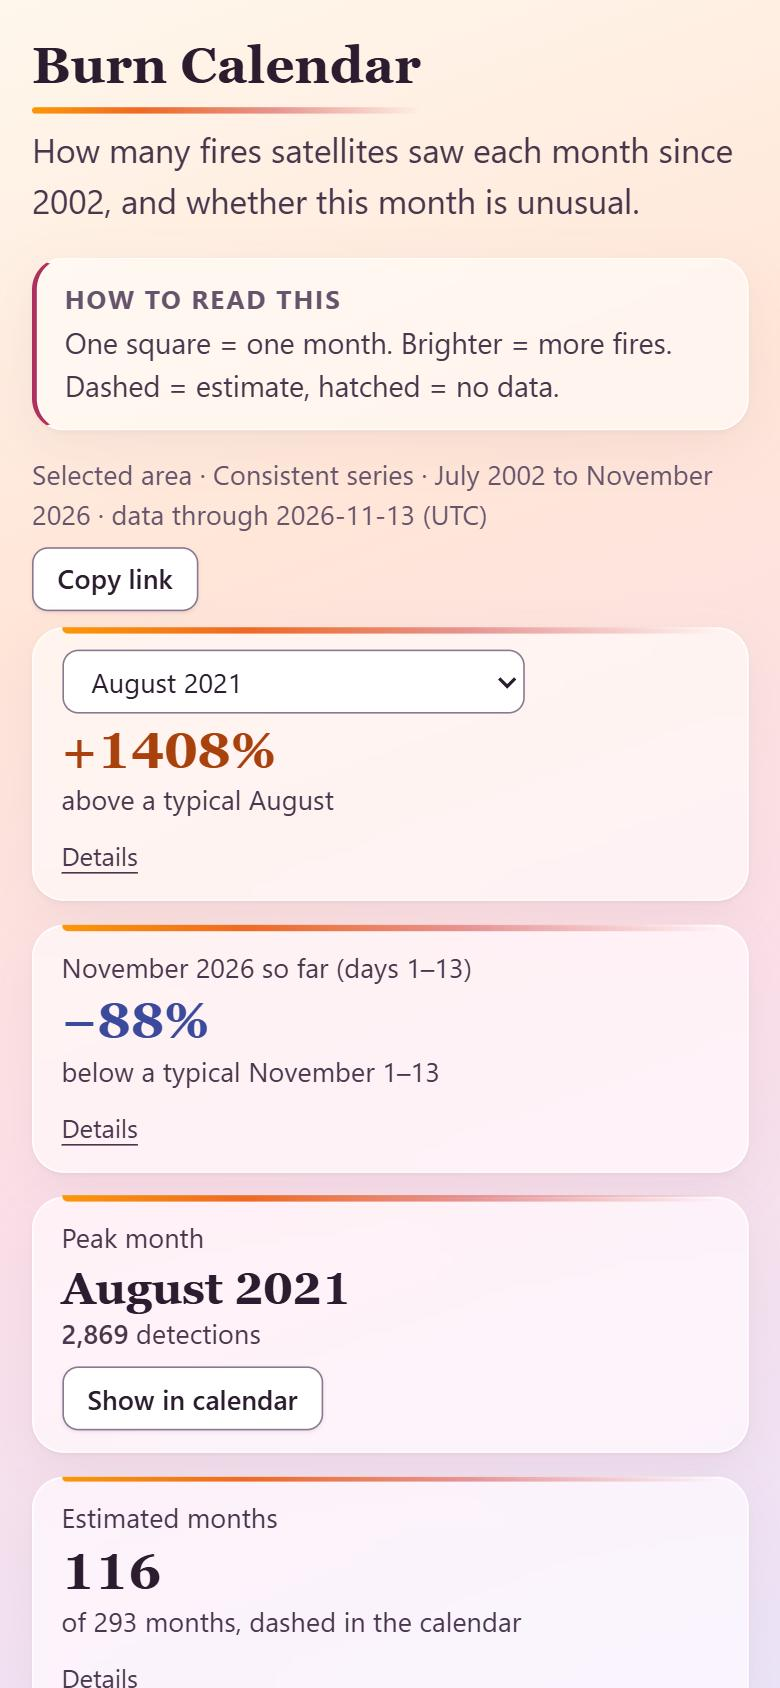 Burn Calendar
How many fires satellites saw each month since
2002, and whether this month is unusual.
HOW TO READ THIS
One square = one month. Brighter = more fires.
Dashed = estimate, hatched = no data.
Selected area · Consistent series · July 2002 to November
2026 · data through 2026-11-13 (UTC)
Copy link
August 2021
+1408%
above a typical August
Details
November 2026 so far (days 1–13)
−88%
below a typical November 1–13
Details
Peak month
August 2021
2,869 detections
Show in calendar
Estimated months
116
of 293 months, dashed in the calendar
Details